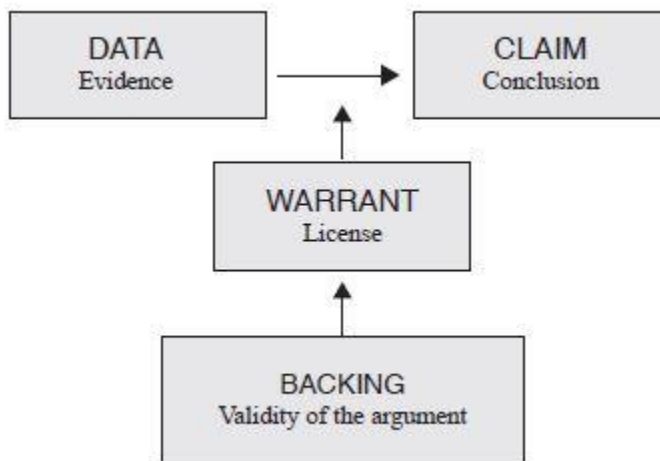 DATA
Evidence
CLAIM
Conclusion
WARRANT
License
BACKING
Validity of the argument